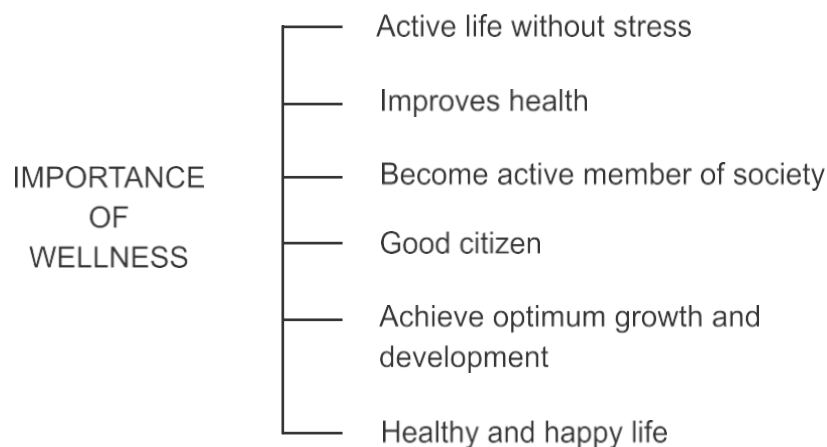 IMPORTANCE
OF
WELLNESS
Active life without stress
Improves health
Become active member of society
Good citizen
Achieve optimum growth and
development
Healthy and happy life